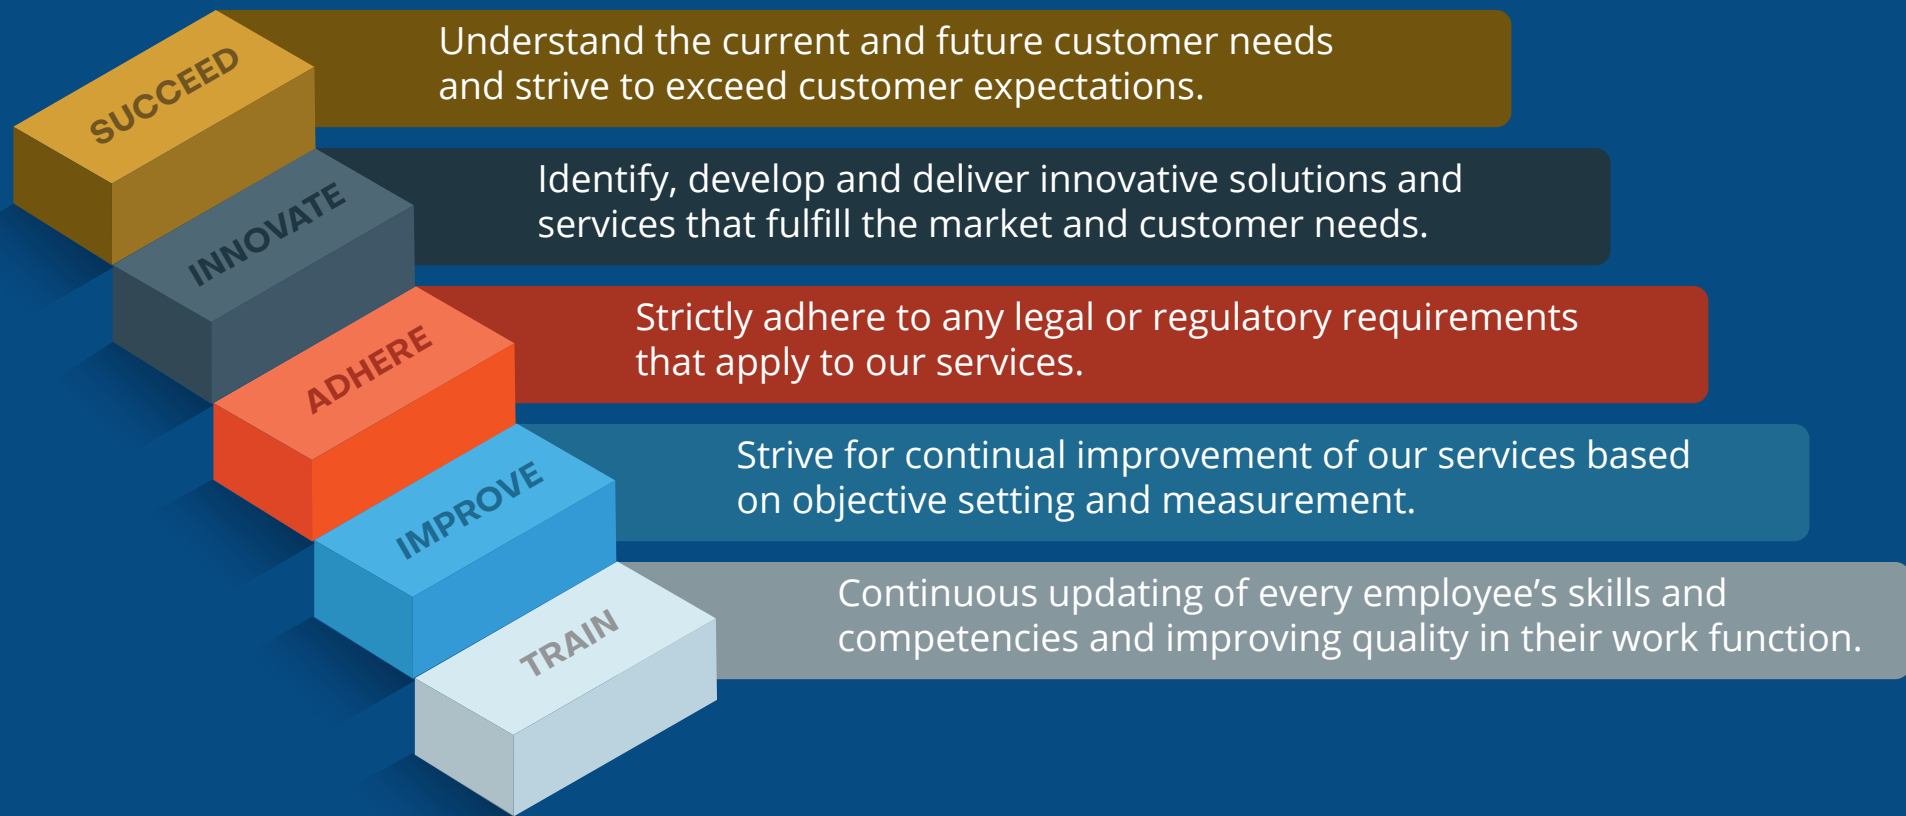 SUCCEED
Understand the current and future customer needs
and strive to exceed customer expectations.
INNOVATE
Identify, develop and deliver innovative solutions and
services that fulfill the market and customer needs.
ADHERE
Strictly adhere to any legal or regulatory requirements
that apply to our services.
IMPROVE
Strive for continual improvement of our services based
on objective setting and measurement.
TRAIN
Continuous updating of every employee’s skills and
competencies and improving quality in their work function.